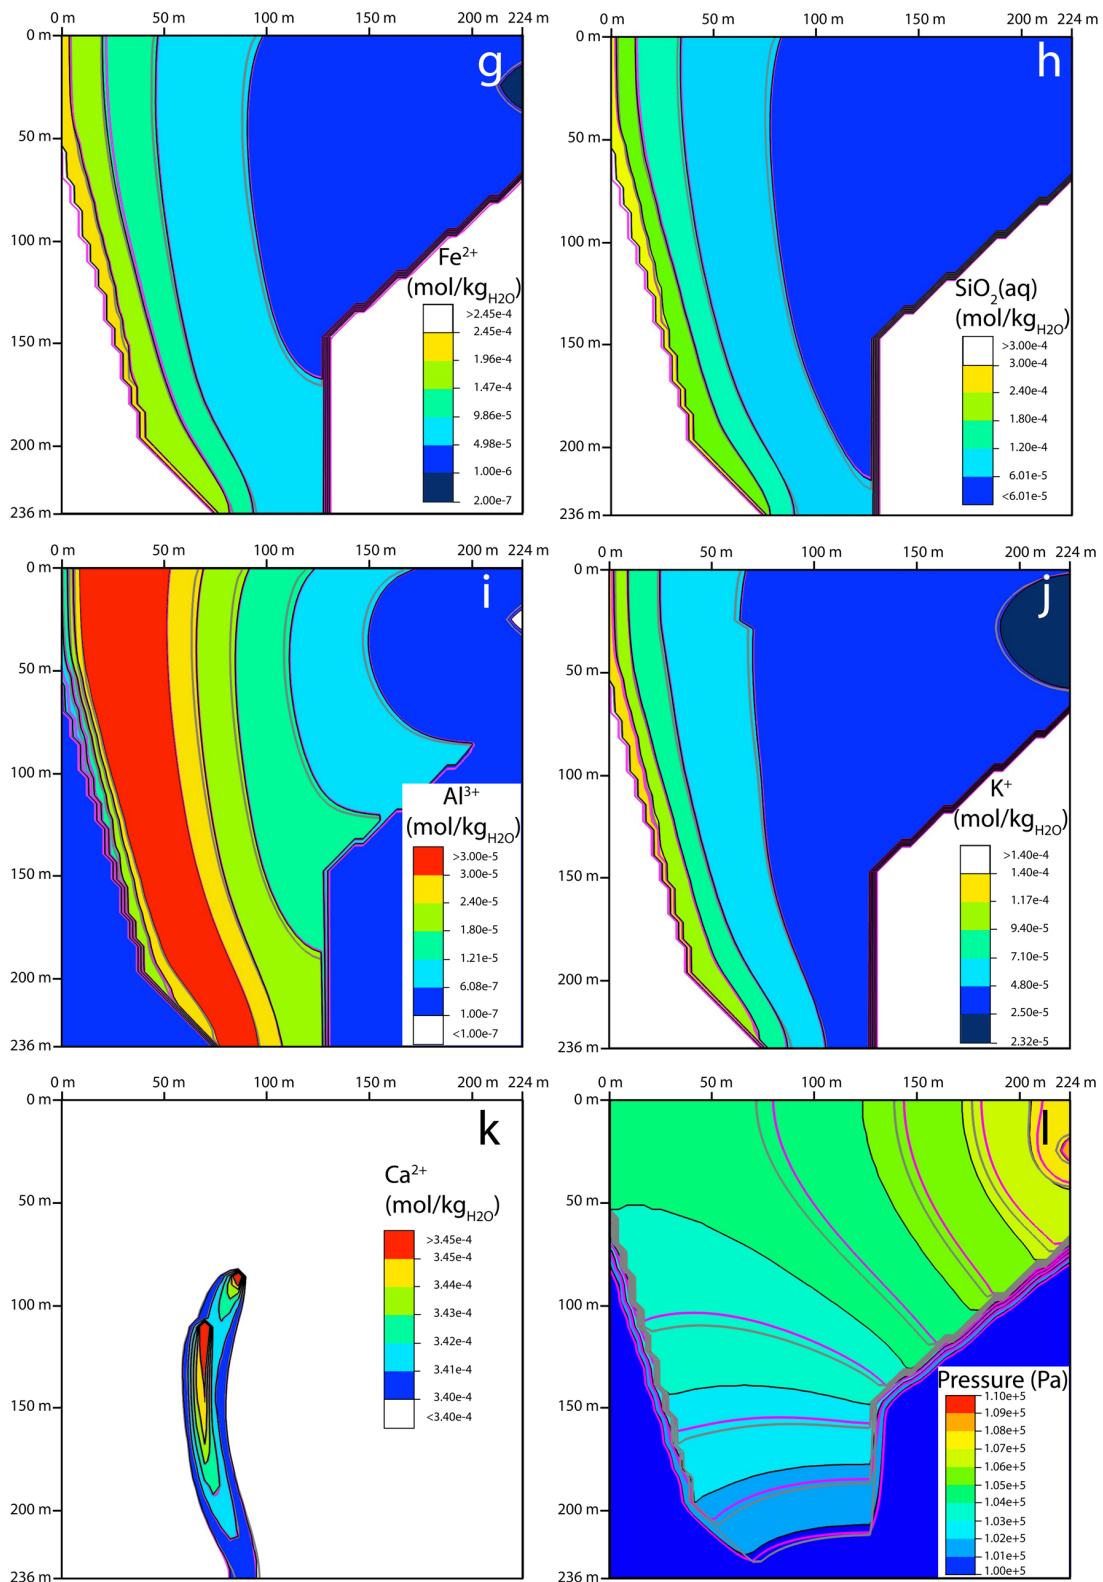 0 m 50 m 100 m 150 m 200 m 224 m
0 m
50 m
100 m
150 m
200 m
236 m
g
Fe2+
(mol/kgH2O)
>2.45e-4
2.45e-4
1.96e-4
1.47e-4
9.86e-5
4.98e-5
1.00e-6
2.00e-7
0 m 50 m 100 m 150 m 200 m 224 m
0 m
50 m
100 m
150 m
200 m
236 m
h
SiO2(aq)
(mol/kgH2O)
>3.00e-4
3.00e-4
2.40e-4
1.80e-4
1.20e-4
6.01e-5
<6.01e-5
0 m 50 m 100 m 150 m 200 m 224 m
0 m
50 m
100 m
150 m
200 m
236 m
i
Al3+
(mol/kgH2O)
>3.00e-5
3.00e-5
2.40e-5
1.80e-5
1.21e-5
6.08e-7
1.00e-7
<1.00e-7
0 m 50 m 100 m 150 m 200 m 224 m
0 m
50 m
100 m
150 m
200 m
236 m
j
K+
(mol/kgH2O)
>1.40e-4
1.40e-4
1.17e-4
9.40e-5
7.10e-5
4.80e-5
2.50e-5
2.32e-5
0 m 50 m 100 m 150 m 200 m 224 m
0 m
50 m
100 m
150 m
200 m
236 m
k
Ca2+
(mol/kgH2O)
>3.45e-4
3.45e-4
3.44e-4
3.43e-4
3.42e-4
3.41e-4
3.40e-4
<3.40e-4
0 m 50 m 100 m 150 m 200 m 224 m
0 m
50 m
100 m
150 m
200 m
236 m
l
Pressure (Pa)
1.10e+5
1.09e+5
1.08e+5
1.07e+5
1.06e+5
1.05e+5
1.04e+5
1.03e+5
1.02e+5
1.01e+5
1.00e+5